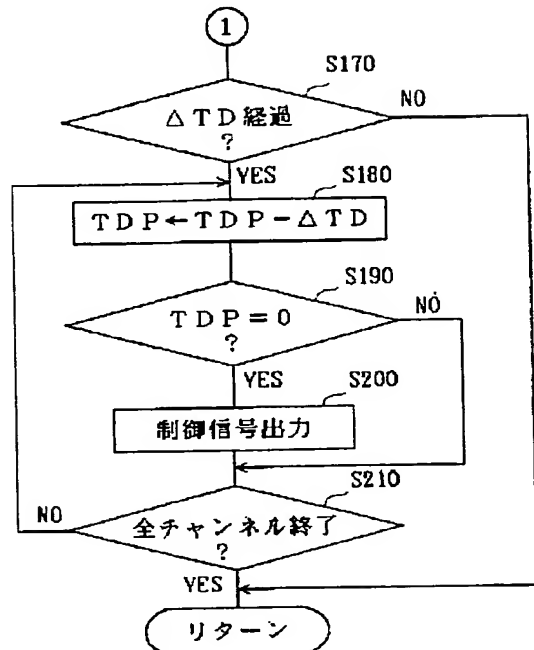 1
S170
△TD経過
?
NO
YES
S180
TDP←TDP-△TD
S190
TDP=0
?
NO
YES
S200
制御信号出力
S210
全チャンネル終了
?
NO
YES
リターン